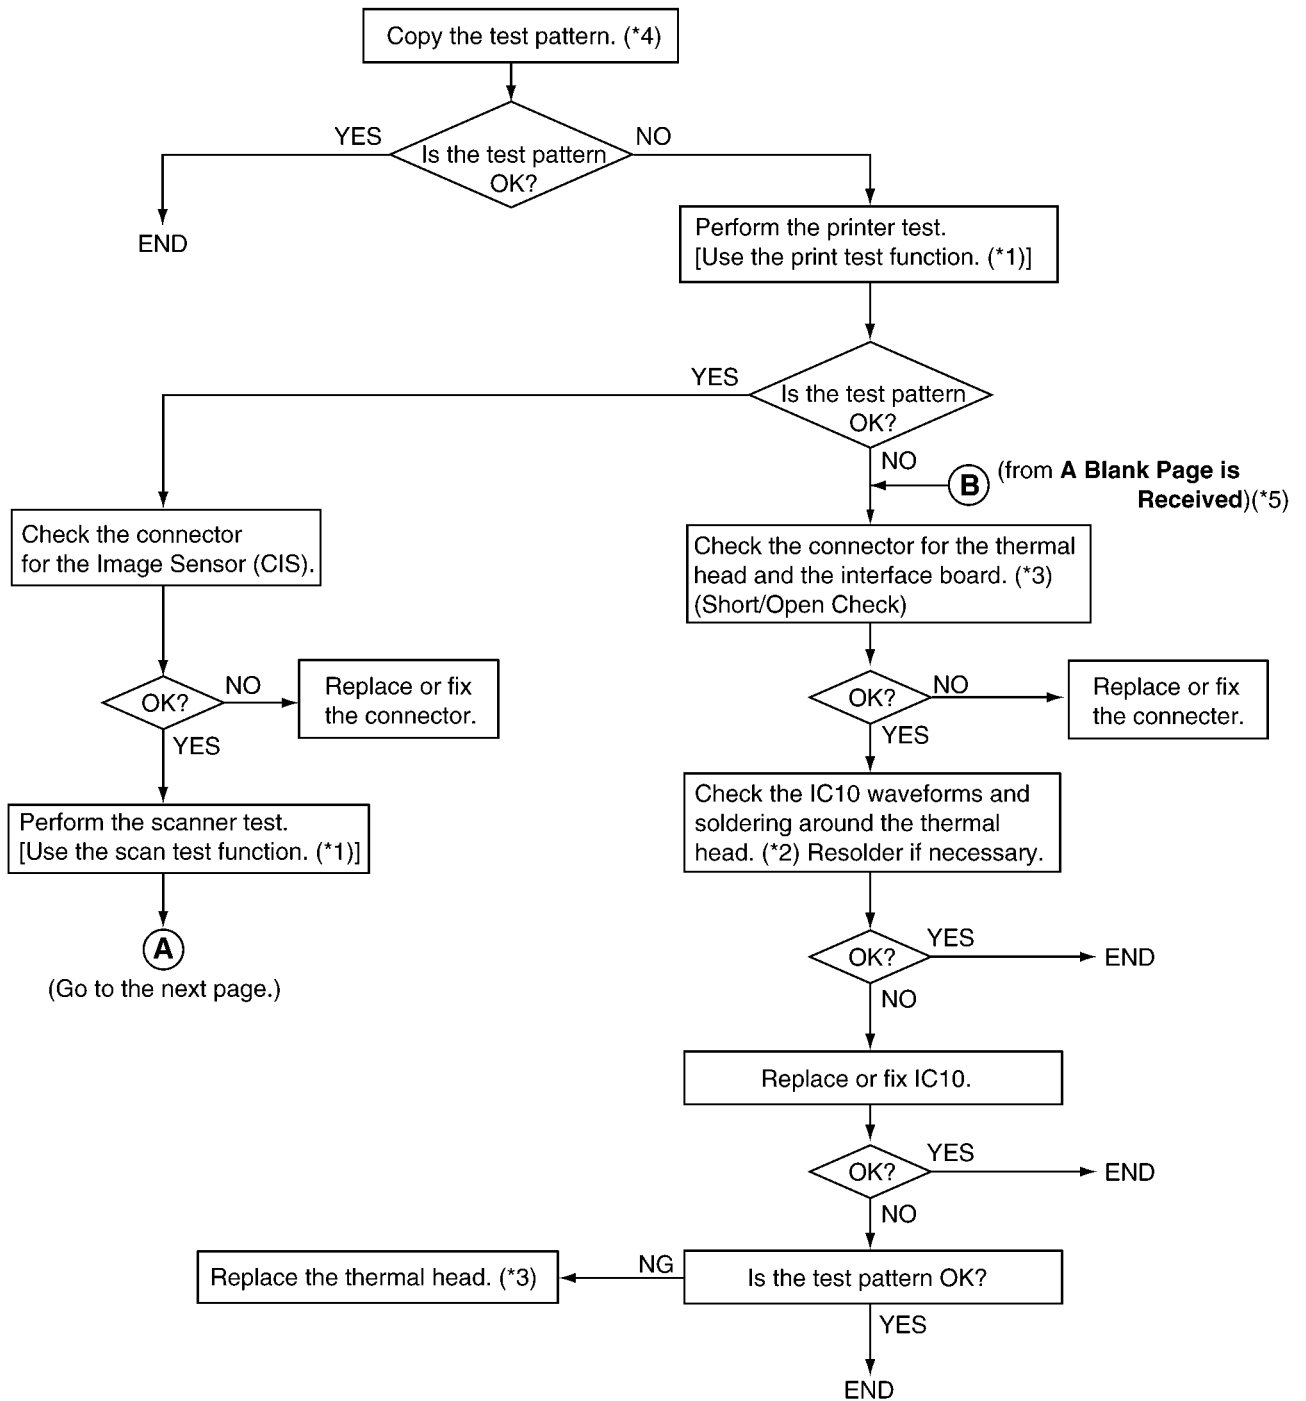 Copy the test pattern. (*4)
YES
NO
Is the test pattern
OK?
END
Perform the printer test.
[Use the print test function. (*1)]
YES
Is the test pattern
OK?
NO
B
(from A Blank Page is
Received)(*5)
Check the connector
for the Image Sensor (CIS).
Check the connector for the thermal
head and the interface board. (*3)
(Short/Open Check)
OK?
NO
Replace or fix
the connector.
YES
OK?
NO
Replace or fix
the connecter.
YES
Perform the scanner test.
[Use the scan test function. (*1)]
Check the IC10 waveforms and
soldering around the thermal
head. (*2) Resolder if necessary.
A
(Go to the next page.)
OK?
YES
END
NO
Replace or fix IC10.
OK?
YES
END
NO
Replace the thermal head. (*3)
NG
Is the test pattern OK?
YES
END